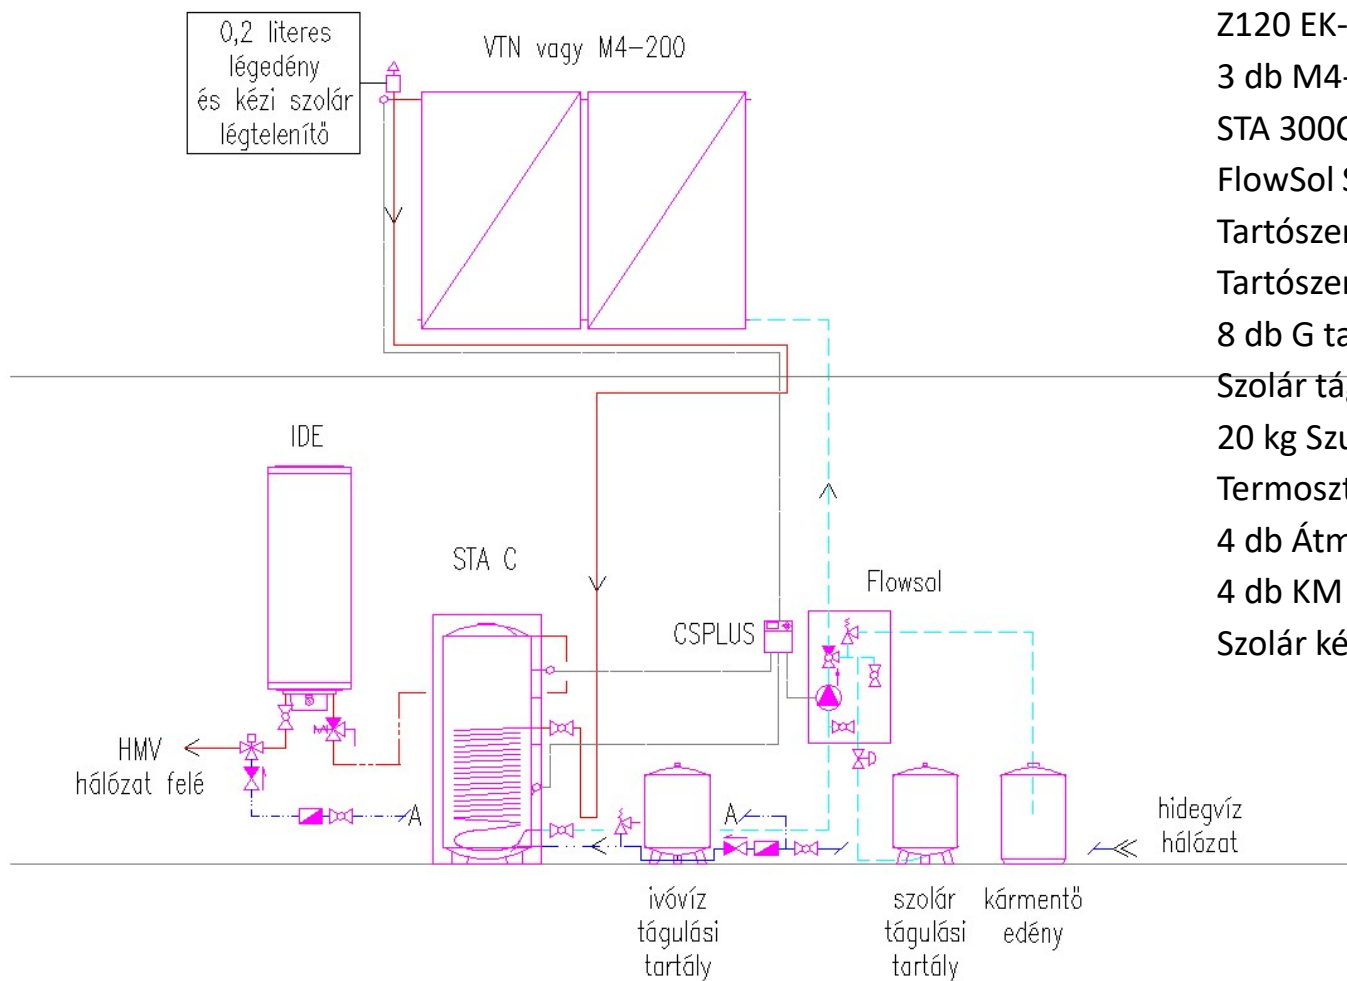 0,2 literes
légedény
és kézi szolár
légtelenítő
VTN vagy M4-200
IDE
STA C
CSPLUS
Flowsol
HMV
hálózat felé
A
A
hidegvíz
hálózat
ivóvíz
tágulási
tartály
szolár
tágulási
tartály
kármentő
edény
Z120 EK-
3 db M4-
STA 300C
FlowSol S
Tartószer
Tartószer
8 db G ta
Szolár tág
20 kg Szu
Termoszt
4 db Átm
4 db KM
Szolár ké